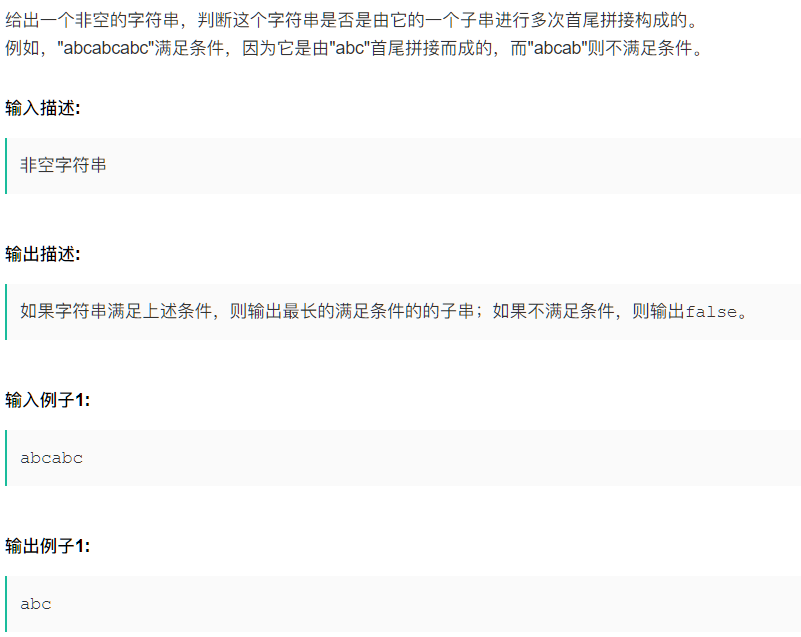 给出一个非空的字符串，判断这个字符串是否是由它的一个子串进行多次首尾拼接构成的。
例如，"abcabcabc"满足条件，因为它是由"abc"首尾拼接而成的，而"abcab"则不满足条件。
输入描述:
非空字符串
输出描述:
如果字符串满足上述条件，则输出最长的满足条件的的子串；如果不满足条件，则输出false。
输入例子1:
abcabc
输出例子1:
abc